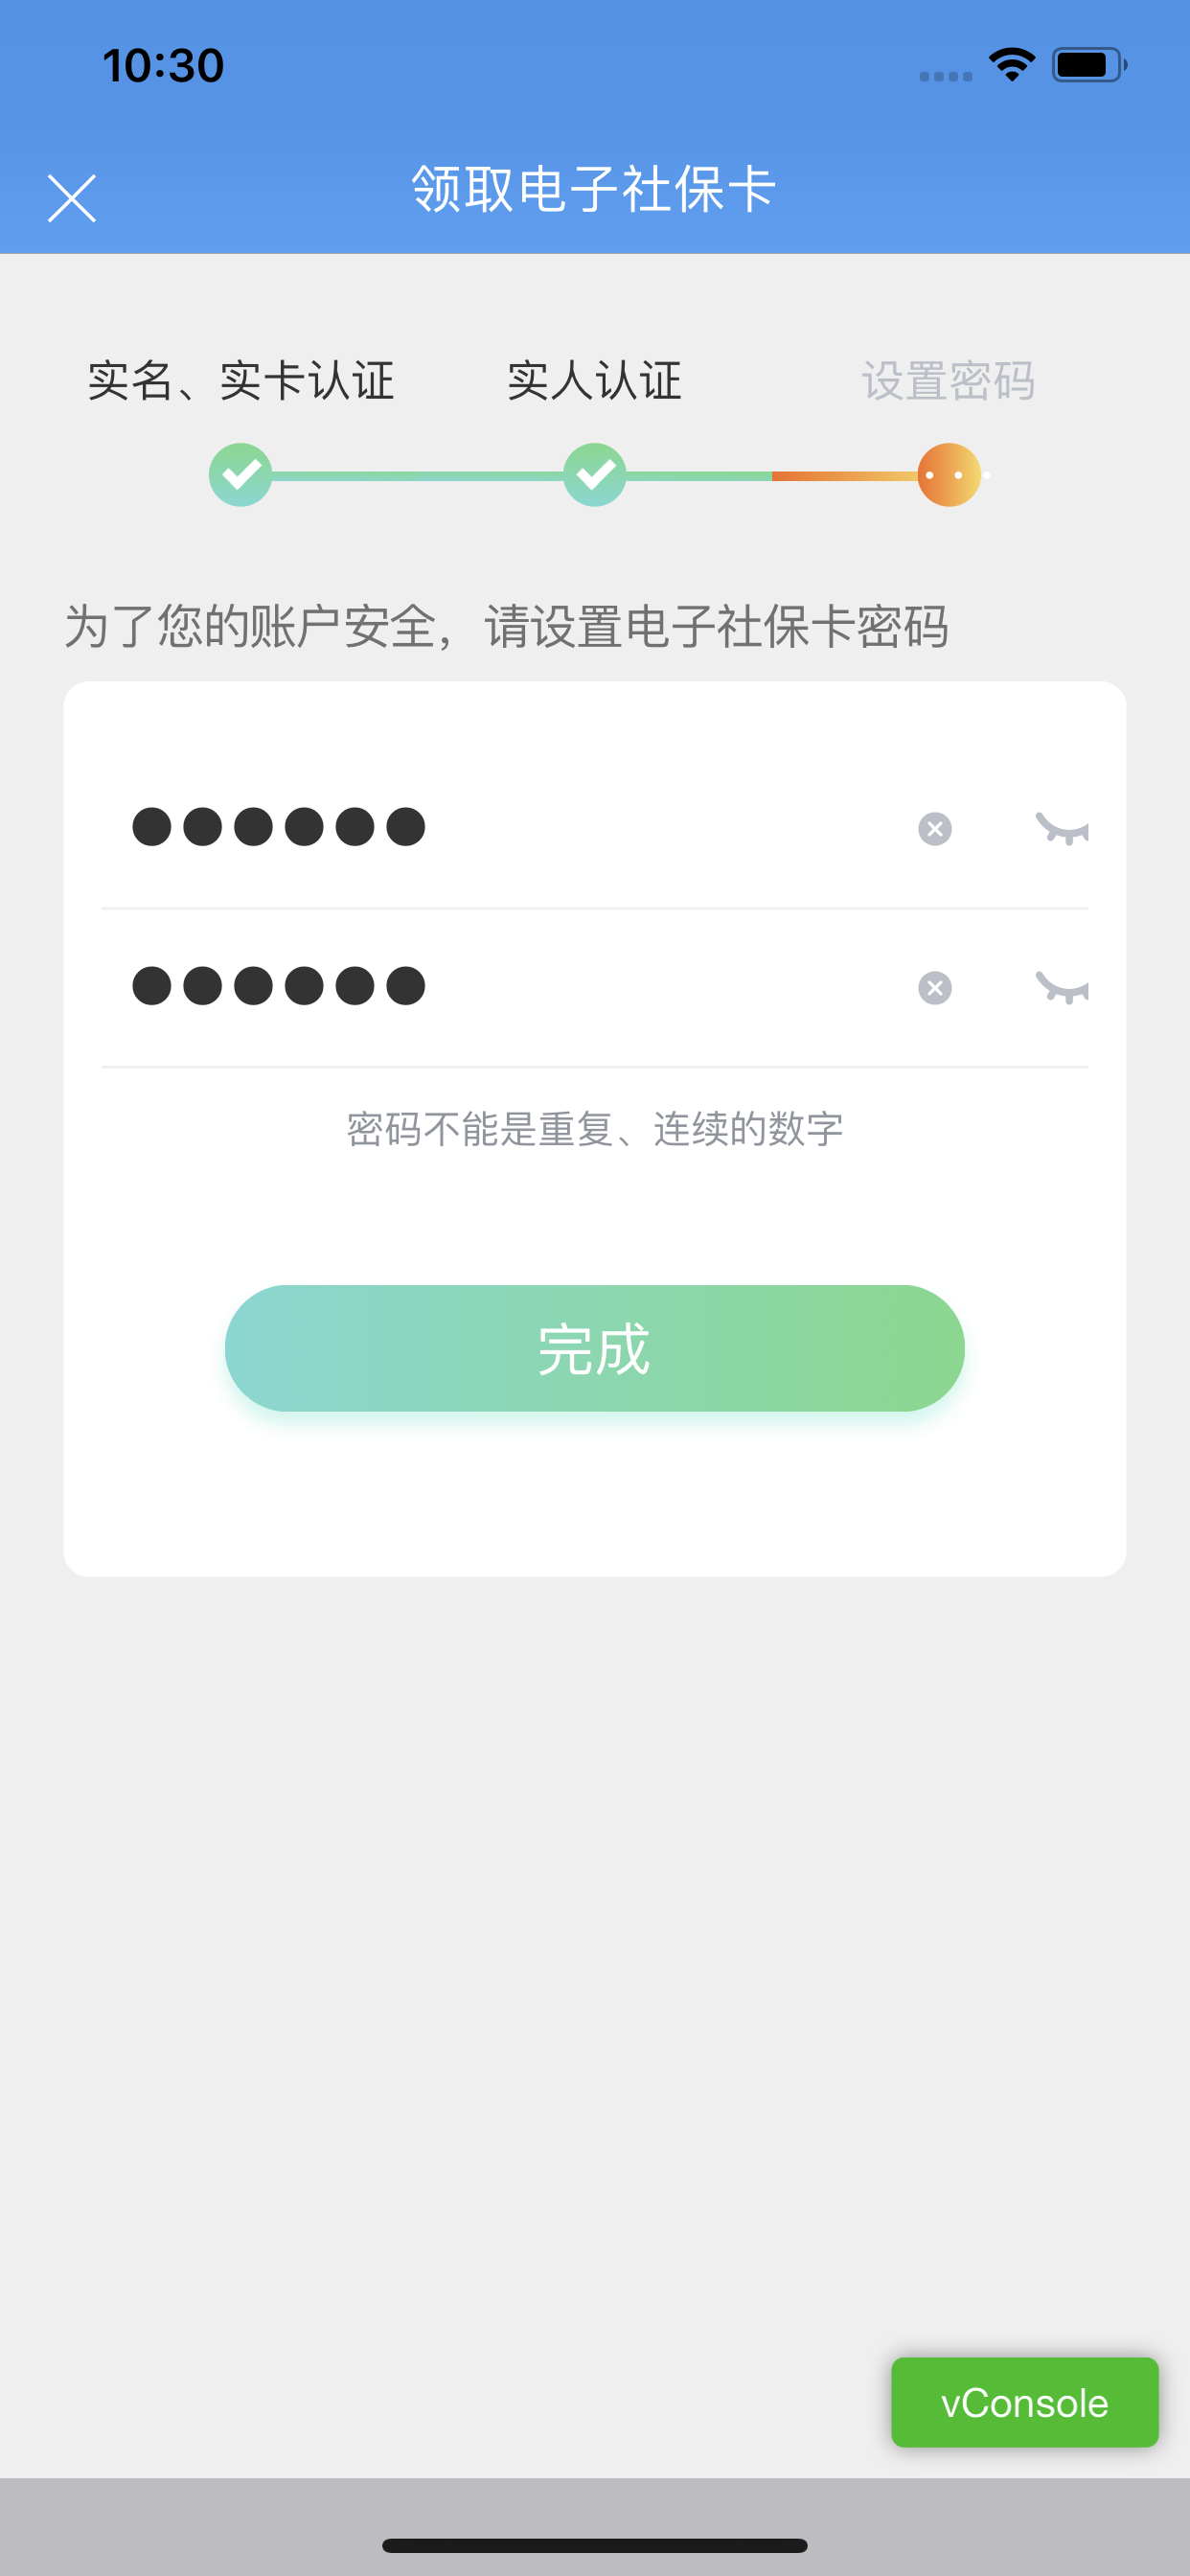 10:30
领取电子社保卡
实名、实卡认证 实人认证 设置密码
为了您的账户安全，请设置电子社保卡密码
密码不能是重复、连续的数字
完成
vConsole